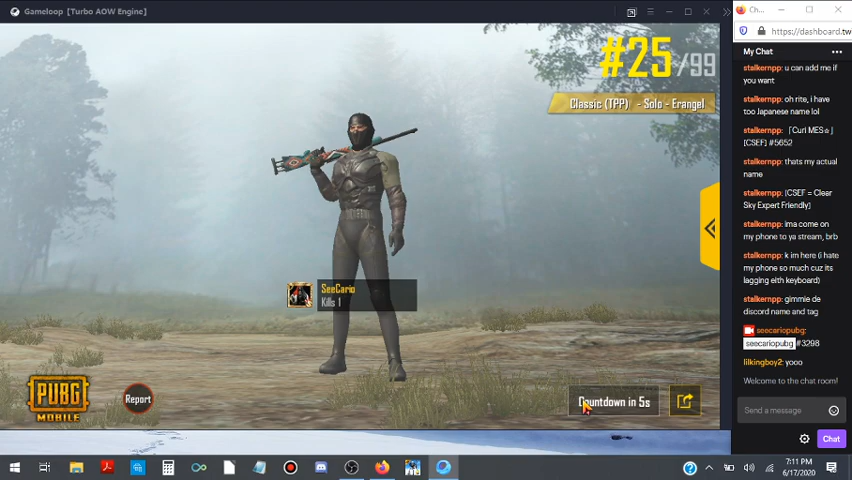 Gameloop [Turbo AOW Engine]
#25/99
Classic (TPP) - Solo - Erangel
SeeCario
Kills 1
PUBG
MOBILE
Report
Countdown in 5s
Ch...
https://dashboard.tw
My Chat
stalkernpp: u can add me if
you want
stalkernpp: oh rite, i have
too Japanese name lol
stalkernpp: 「Curl MES☆」
[CSEF] #5652
stalkernpp: thats my actual
name
stalkernpp: [CSEF = Clear
Sky Expert Friendly]
stalkernpp: ima come on
my phone to ya stream, brb
stalkernpp: k im here (i hate
my phone so much cuz its
lagging eith keyboard)
stalkernpp: gimmie de
discord name and tag
seecariopubg:
seecariopubg #3298
lilkingboy2: yooo
Welcome to the chat room!
Send a message
Chat
7:11 PM
6/17/2020